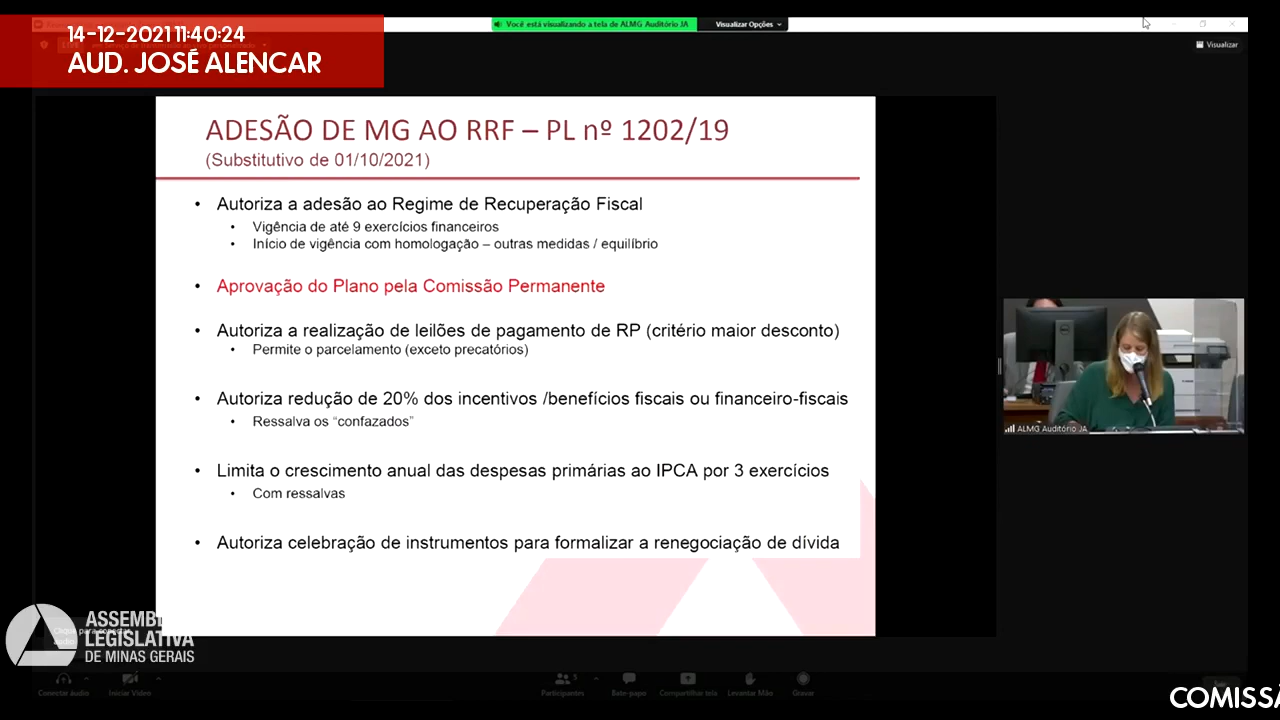 14-12-2021 11:40:24
AUD. JOSÉ ALENCAR
Você está visualizando a tela de ALMG Auditório JA
Visualizar Opções
Visualizar
ADESÃO DE MG AO RRF – PL nº 1202/19
(Substitutivo de 01/10/2021)
• Autoriza a adesão ao Regime de Recuperação Fiscal
• Vigência de até 9 exercícios financeiros
• Início de vigência com homologação – outras medidas / equilíbrio
• Aprovação do Plano pela Comissão Permanente
• Autoriza a realização de leilões de pagamento de RP (critério maior desconto)
• Permite o parcelamento (exceto precatórios)
• Autoriza redução de 20% dos incentivos /benefícios fiscais ou financeiro-fiscais
• Ressalva os “confazados”
• Limita o crescimento anual das despesas primárias ao IPCA por 3 exercícios
• Com ressalvas
• Autoriza celebração de instrumentos para formalizar a renegociação de dívida
ALMG Auditório JA
ASSEMB
LEGISLATIVA
DE MINAS GERAIS
Conectar áudio
Iniciar Vídeo
Participantes
5
Bate-papo
Compartilhar tela
Levantar Mão
Gravar
COMISSÃ